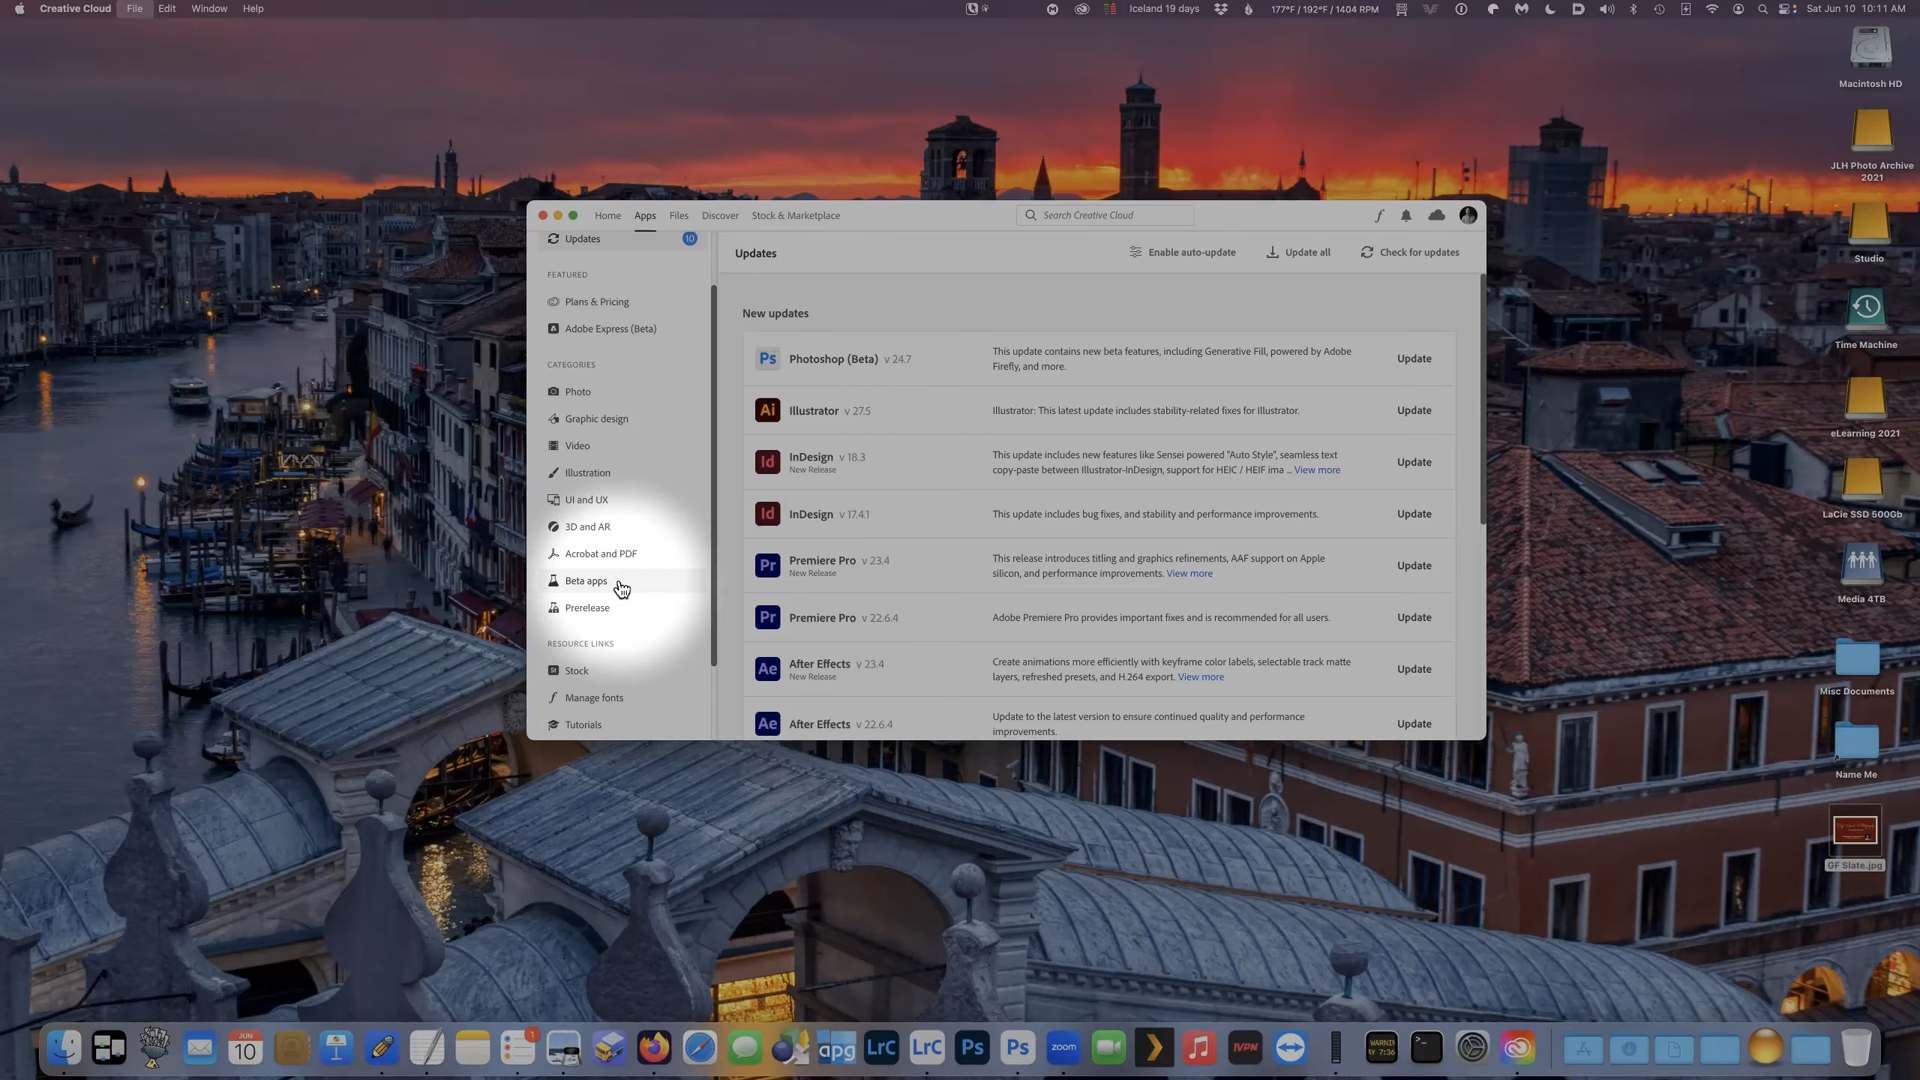 Creative Cloud File Edit Window Help
Iceland 19 days
177°F / 192°F / 1404 RPM
Sat Jun 10 10:11 AM
Macintosh HD
JLH Photo Archive
2021
Studio
Time Machine
eLearning 2021
LaCie SSD 500Gb
Media 4TB
Misc Documents
Name Me
GF Slate.jpg
Home Apps Files Discover Stock & Marketplace
Search Creative Cloud
Updates 10
FEATURED
Plans & Pricing
Adobe Express (Beta)
CATEGORIES
Photo
Graphic design
Video
Illustration
UI and UX
3D and AR
Acrobat and PDF
Beta apps
Prerelease
RESOURCE LINKS
St Stock
Manage fonts
Tutorials
Updates
Enable auto-update Update all Check for updates
New updates
Ps Photoshop (Beta) v 24.7
This update contains new beta features, including Generative Fill, powered by Adobe
Firefly, and more.
Update
Ai Illustrator v 27.5
Illustrator: This latest update includes stability-related fixes for Illustrator.
Update
Id InDesign v 18.3
New Release
This update includes new features like Sensei powered "Auto Style", seamless text
copy-paste between Illustrator-InDesign, support for HEIC / HEIF ima ... View more
Update
Id InDesign v 17.4.1
This update includes bug fixes, and stability and performance improvements.
Update
Pr Premiere Pro v 23.4
New Release
This release introduces titling and graphics refinements, AAF support on Apple
silicon, and performance improvements. View more
Update
Pr Premiere Pro v 22.6.4
Adobe Premiere Pro provides important fixes and is recommended for all users.
Update
Ae After Effects v 23.4
New Release
Create animations more efficiently with keyframe color labels, selectable track matte
layers, refreshed presets, and H.264 export. View more
Update
Ae After Effects v 22.6.4
Update to the latest version to ensure continued quality and performance
improvements.
Update
JUN
10
1
apg
LrC
LrC
Ps
Ps
zoom
IVPN
WARNIN
AY 7:36